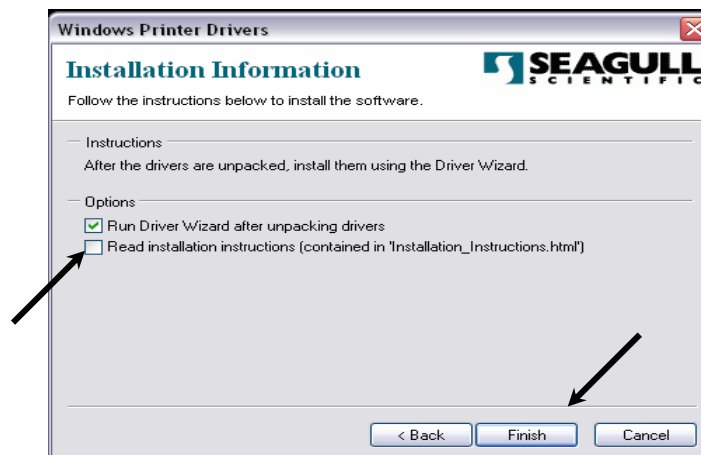 Windows Printer Drivers
Installation Information
SEAGULL
SCIENTIFIC
Follow the instructions below to install the software.
Instructions
After the drivers are unpacked, install them using the Driver Wizard.
Options
Run Driver Wizard after unpacking drivers
Read installation instructions (contained in 'Installation_Instructions.html')
< Back
Finish
Cancel